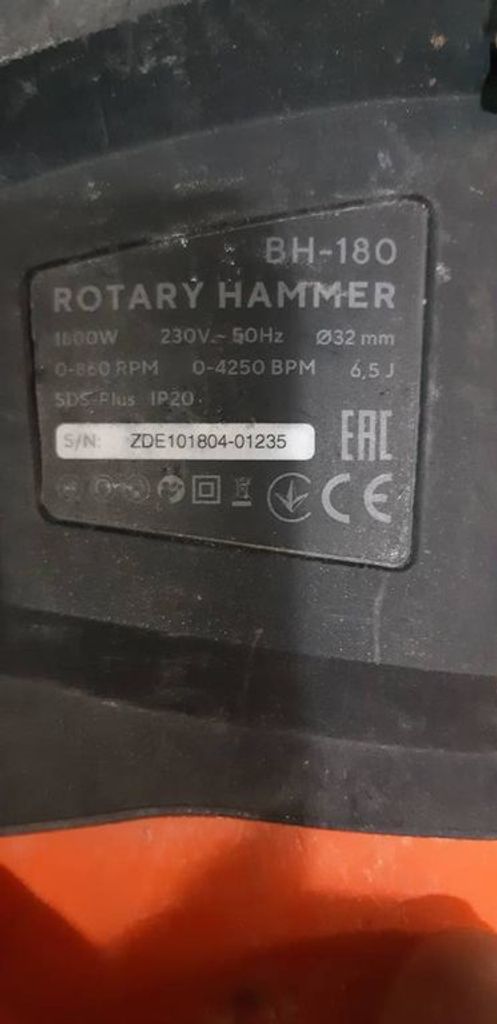 BH-180
ROTARY HAMMER
1800W 230V ~ 50Hz Ø32 mm
0-860 RPM 0-4250 BPM 6,5 J
SDS-Plus IP20
S/N: ZDE101804-01235
EAC
CE